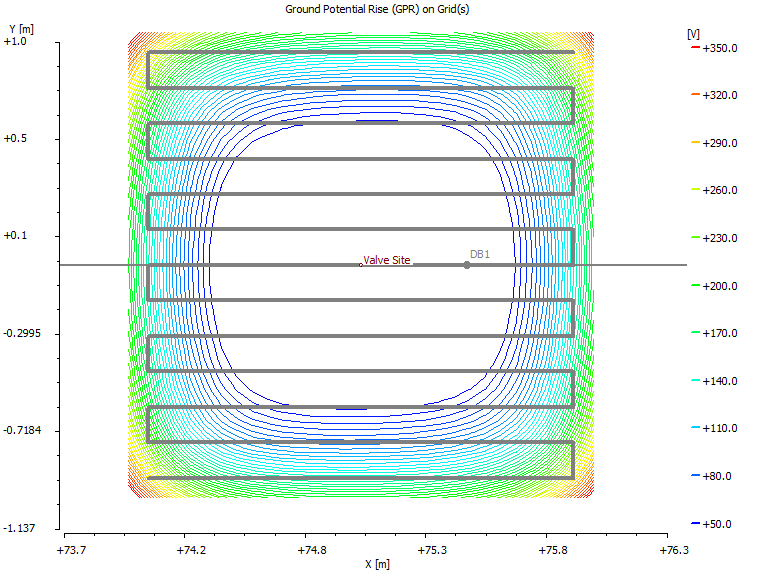 Ground Potential Rise (GPR) on Grid(s)
Y [m]
[V]
+1.0
+0.5
+0.1
-0.2995
-0.7184
-1.137
Valve Site
DB1
+350.0
+320.0
+290.0
+260.0
+230.0
+200.0
+170.0
+140.0
+110.0
+80.0
+50.0
+73.7 +74.2 +74.8 +75.3 +75.8 +76.3
X [m]